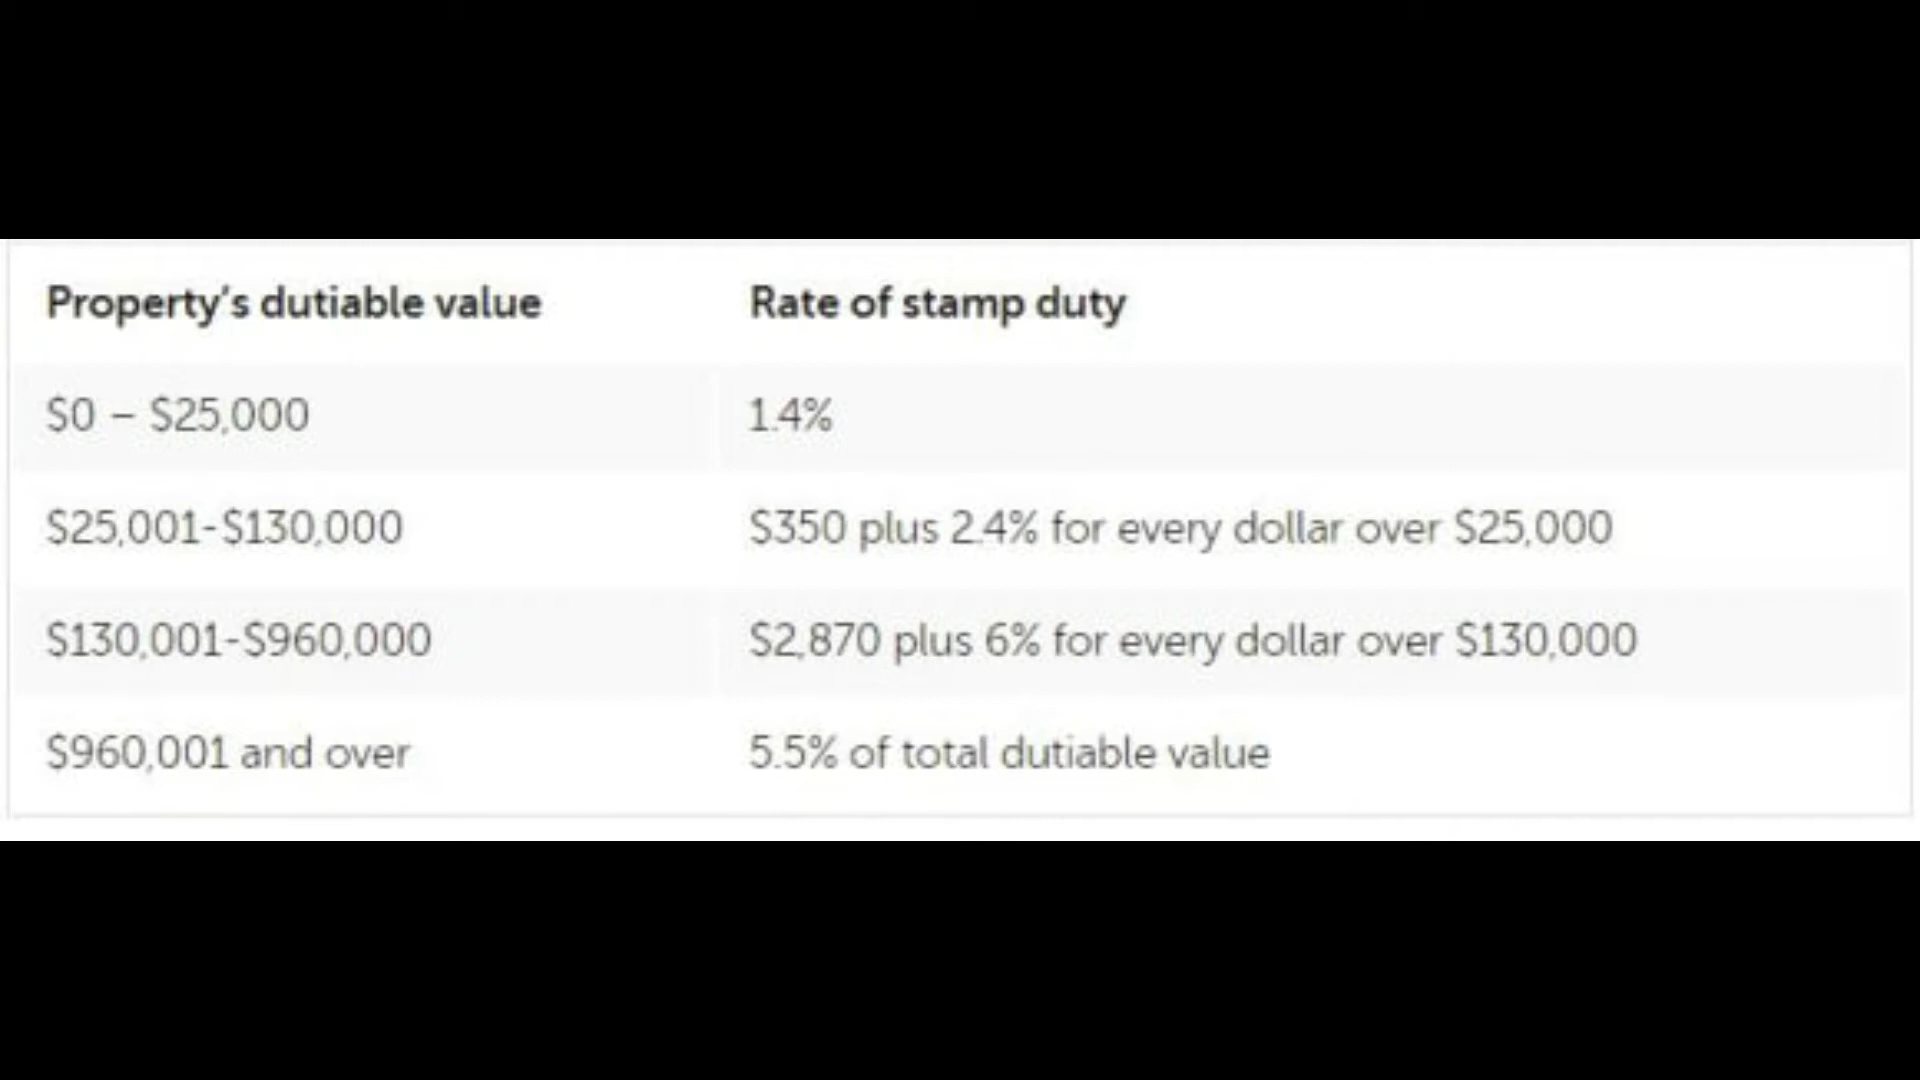 Property's dutiable value Rate of stamp duty
$0 – $25,000 1.4%
$25,001-$130,000 $350 plus 2.4% for every dollar over $25,000
$130,001-$960,000 $2,870 plus 6% for every dollar over $130,000
$960,001 and over 5.5% of total dutiable value